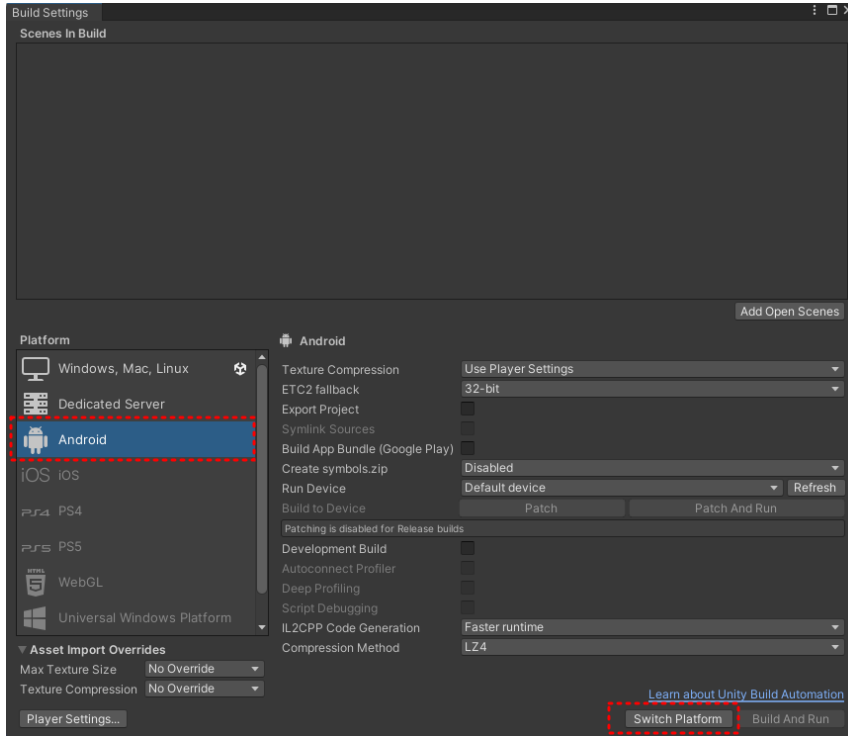 Build Settings
Scenes In Build
Add Open Scenes
Platform
Windows, Mac, Linux
Dedicated Server
Android
iOS iOS
PS4 PS4
PS5 PS5
HTML 5 WebGL
Universal Windows Platform
Asset Import Overrides
Max Texture Size No Override
Texture Compression No Override
Player Settings...
Android
Texture Compression Use Player Settings
ETC2 fallback 32-bit
Export Project
Symlink Sources
Build App Bundle (Google Play)
Create symbols.zip Disabled
Run Device Default device Refresh
Build to Device Patch Patch And Run
Patching is disabled for Release builds
Development Build
Autoconnect Profiler
Deep Profiling
Script Debugging
IL2CPP Code Generation Faster runtime
Compression Method LZ4
Learn about Unity Build Automation
Switch Platform Build And Run